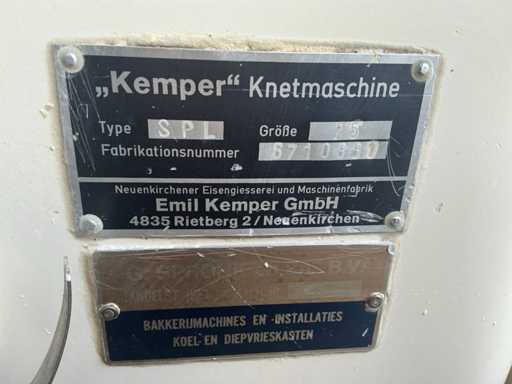 „Kemper“ Knetmaschine
Type SPL Größe 75
Fabrikationsnummer
Neuenkirchener Eisengiesserei und Maschinenfabrik
Emil Kemper GmbH
4835 Rietberg 2/Neuenkirchen
B.V.
BAKKERIJMACHINES EN -INSTALLATIES
KOEL- EN DIEPVRIESKASTEN